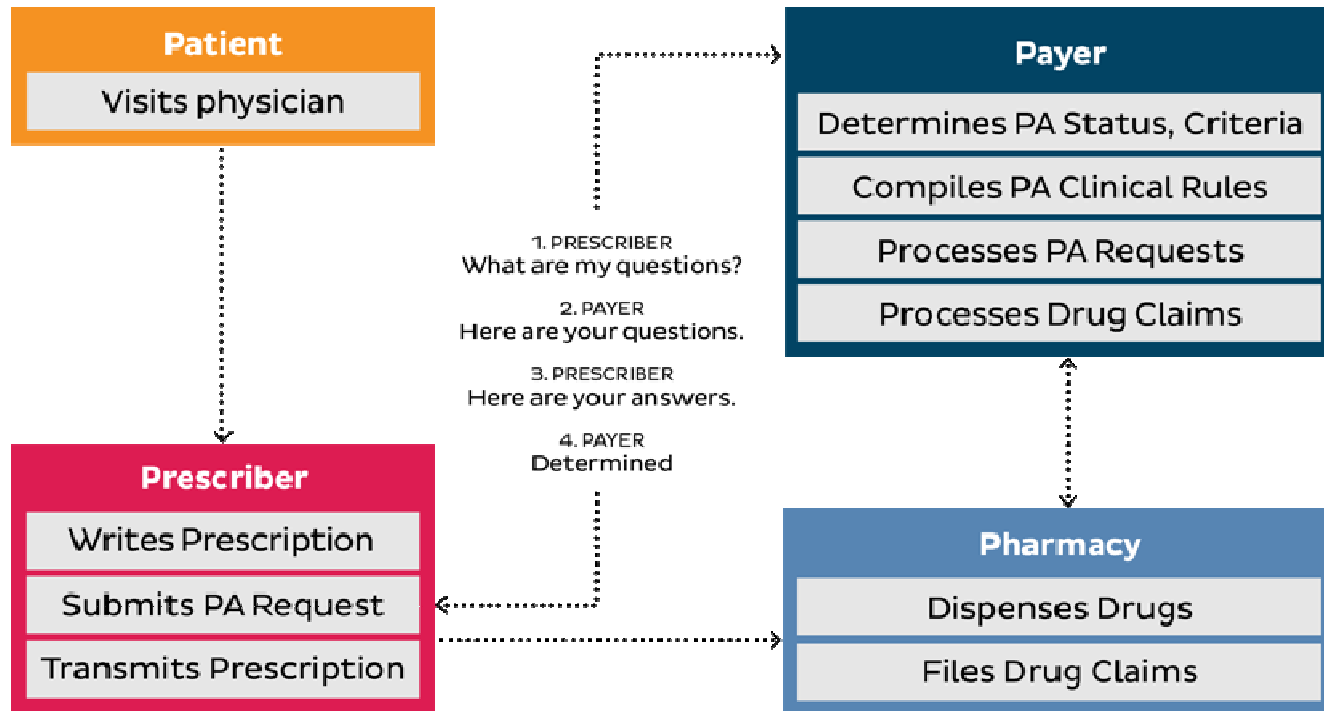 Patient
Visits physician
Payer
Determines PA Status, Criteria
Compiles PA Clinical Rules
Processes PA Requests
Processes Drug Claims
1. PRESCRIBER
What are my questions?
2. PAYER
Here are your questions.
3. PRESCRIBER
Here are your answers.
4. PAYER
Determined
Prescriber
Writes Prescription
Submits PA Request
Transmits Prescription
Pharmacy
Dispenses Drugs
Files Drug Claims